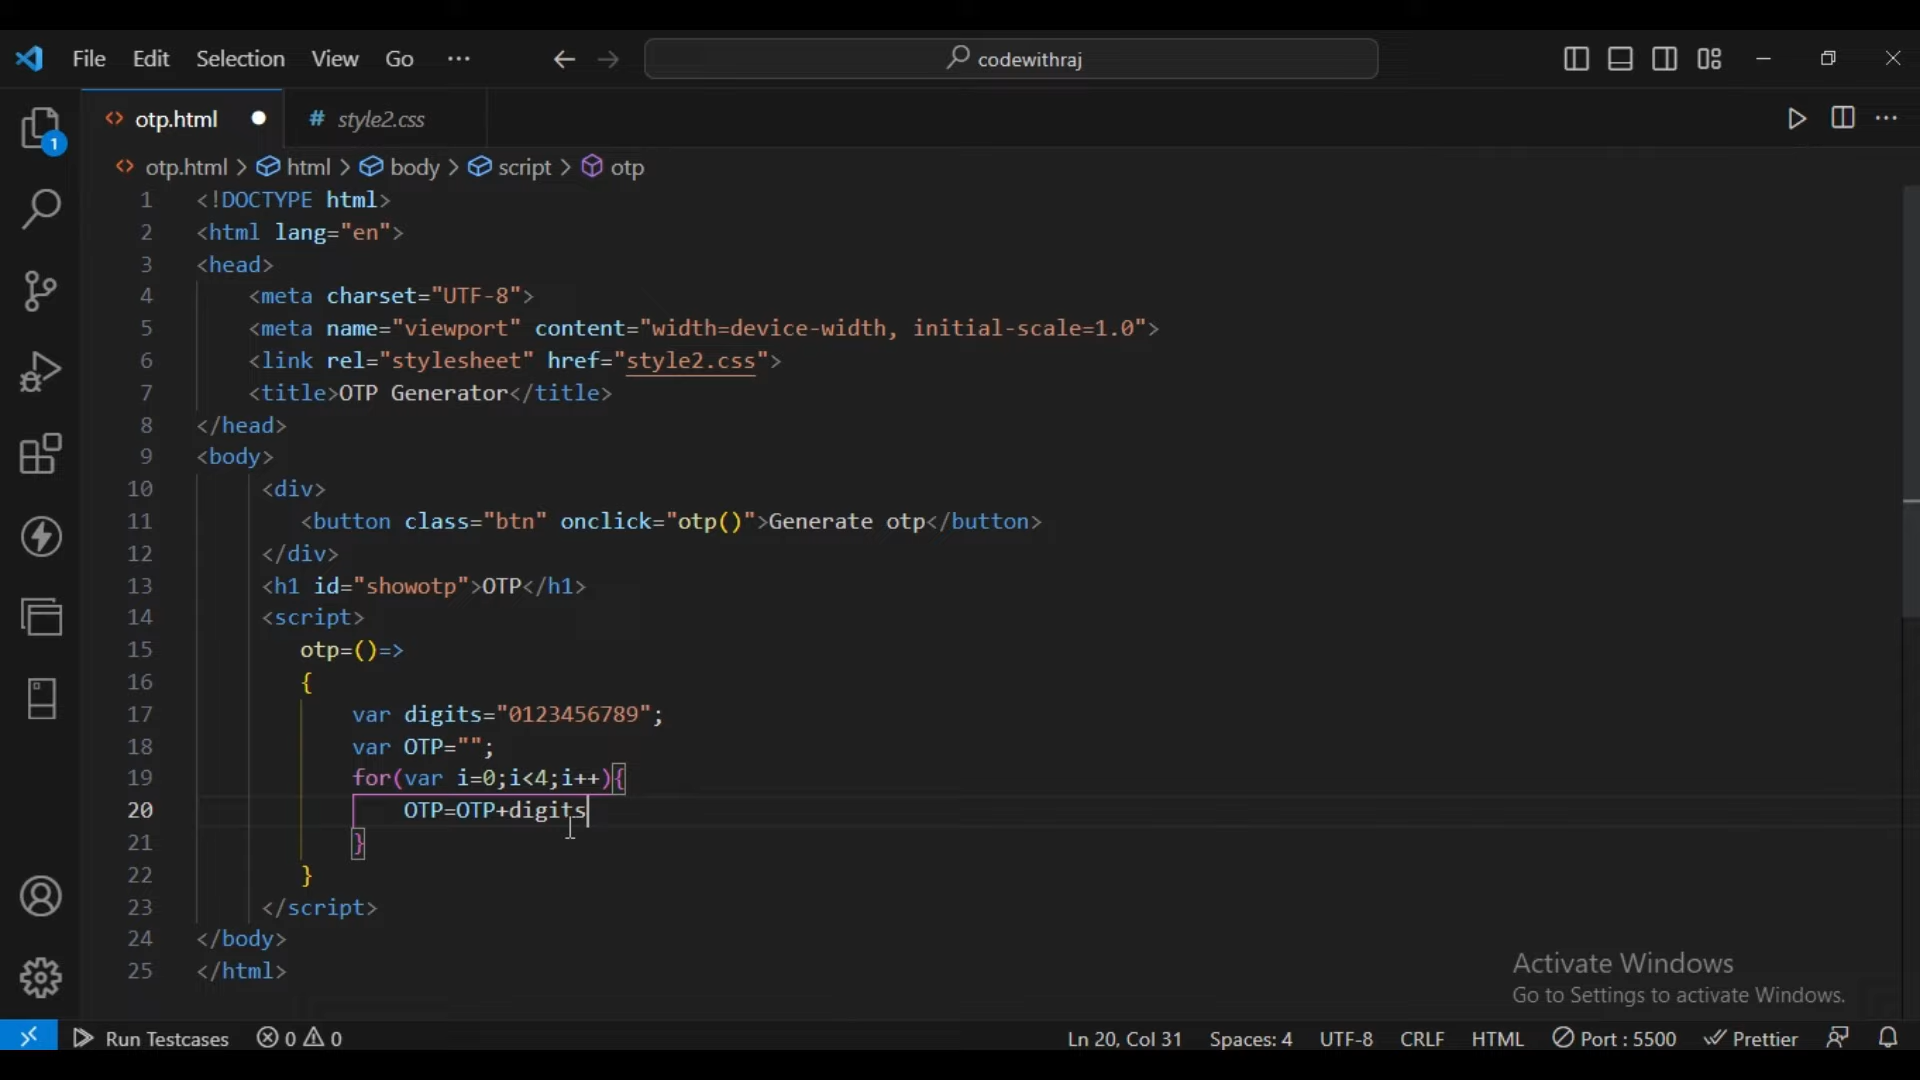 File Edit Selection View Go ··· codewithraj
1
otp.html # style2.css
otp.html > html > body > script > otp
1 <!DOCTYPE html>
2 <html lang="en">
3 <head>
4 <meta charset="UTF-8">
5 <meta name="viewport" content="width=device-width, initial-scale=1.0">
6 <link rel="stylesheet" href="style2.css">
7 <title>OTP Generator</title>
8 </head>
9 <body>
10 <div>
11 <button class="btn" onclick="otp()">Generate otp</button>
12 </div>
13 <h1 id="showotp">OTP</h1>
14 <script>
15 otp=()=>
16 {
17 var digits="0123456789";
18 var OTP="";
19 for(var i=0;i<4;i++){
20 OTP=OTP+digits
21 }
22 }
23 </script>
24 </body>
25 </html>
Activate Windows
Go to Settings to activate Windows.
Run Testcases 0 0 Ln 20, Col 31 Spaces: 4 UTF-8 CRLF HTML Port : 5500 Prettier